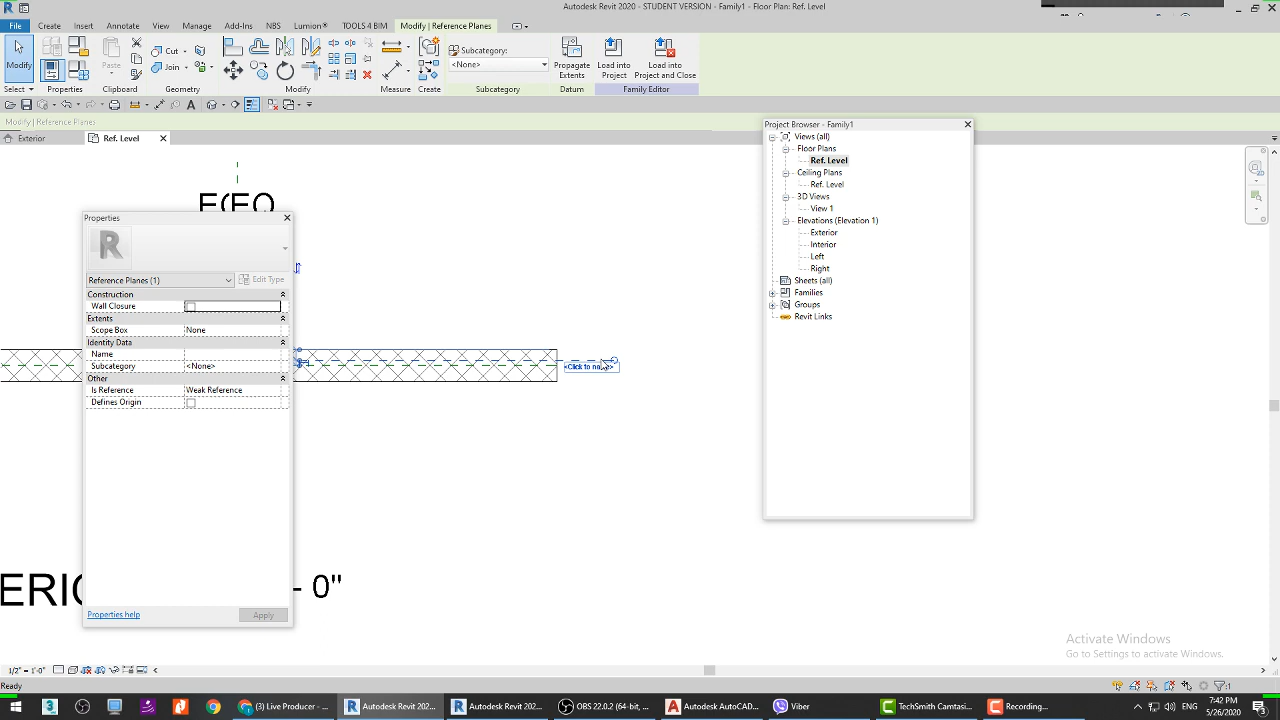 Autodesk Revit 2020 - STUDENT VERSION - Family1 - Floor Plan: Ref. Level
File Create Insert Annotate View Manage Add-Ins NBS Lumion® TOOLS 4 BIM Modify | Reference Planes
Modify
Paste
Cut
Join
Subcategory:
<None>
Propagate Extents
Load into Project
Load into Project and Close
Select Properties Clipboard Geometry Modify Measure Create Subcategory Datum Family Editor
Modify | Reference Planes
Exterior
Ref. Level
Project Browser - Family1
Views (all)
Floor Plans
Ref. Level
Ceiling Plans
Ref. Level
3D Views
View 1
Elevations (Elevation 1)
Exterior
Interior
Left
Right
Sheets (all)
Families
Groups
Revit Links
Properties
R
Reference Planes (1)
Edit Type
Construction
Wall Closure
Extents
Scope Box None
Identity Data
Name
Subcategory <None>
Other
Is Reference Weak Reference
Defines Origin
Properties help
Apply
- 0"
Activate Windows
Go to Settings to activate Windows.
1/2" = 1'-0"
Ready
:1
(I) Live Producer - ...
Autodesk Revit 202...
Autodesk Revit 202...
OBS 22.0.2 (64-bit, ...
Autodesk AutoCAD...
Viber
TechSmith Camtasi...
Recording...
7:42 PM
5/26/2020